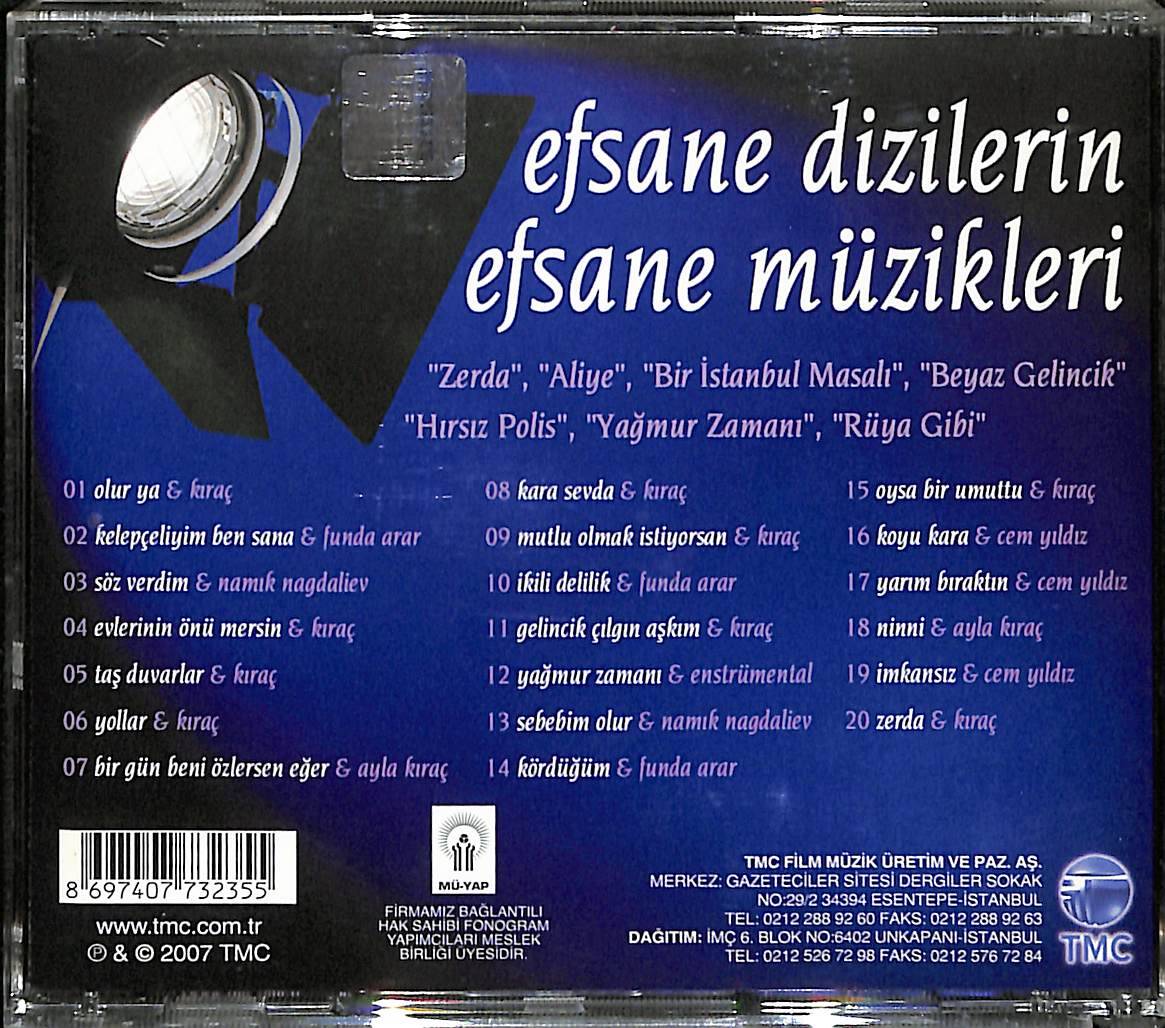 efsane dizilerin
efsane müzikleri
"Zerda", "Aliye", "Bir İstanbul Masalı", "Beyaz Gelincik"
"Hırsız Polis", "Yağmur Zamanı", "Rüya Gibi"
01 olur ya & kıraç
02 kelepçeliyim ben sana & funda arar
03 söz verdim & namık nagdaliev
04 evlerinin önü mersin & kıraç
05 taş duvarlar & kıraç
06 yollar & kıraç
07 bir gün beni özlersen eğer & ayla kıraç
08 kara sevda & kıraç
09 mutlu olmak istiyorsan & kıraç
10 ikili delilik & funda arar
11 gelincik çılgın aşkım & kıraç
12 yağmur zamanı & enstrümental
13 sebebim olur & namık nagdaliev
14 kördüğüm & funda arar
15 oysa bir umuttu & kıraç
16 koyu kara & cem yıldız
17 yarım bıraktın & cem yıldız
18 ninni & ayla kıraç
19 imkansız & cem yıldız
20 zerda & kıraç
8 697407 732355
www.tmc.com.tr
℗ & © 2007 TMC
MÜ-YAP
FİRMAMIZ BAĞLANTILI
HAK SAHİBİ FONOGRAM
YAPIMCILARI MESLEK
BİRLİĞİ ÜYESİDİR.
TMC FİLM MÜZİK ÜRETİM VE PAZ. AŞ.
MERKEZ: GAZETECİLER SİTESİ DERGİLER SOKAK
NO:29/2 34394 ESENTEPE-İSTANBUL
TEL: 0212 288 92 60 FAKS: 0212 288 92 63
DAĞITIM: İMÇ 6. BLOK NO:6402 UNKAPANI-İSTANBUL
TEL: 0212 526 72 98 FAKS: 0212 576 72 84
TMC